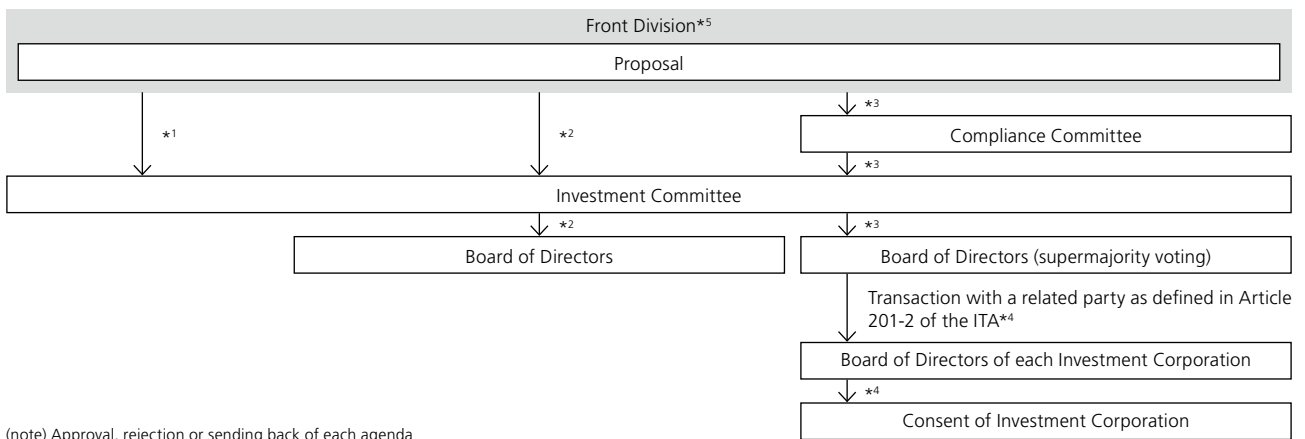 Front Division*5
Proposal
*1
*2
*3
Compliance Committee
*3
Investment Committee
*2
*3
Board of Directors
Board of Directors (supermajority voting)
Transaction with a related party as defined in Article
201-2 of the ITA*4
Board of Directors of each Investment Corporation
*4
Consent of Investment Corporation
(note) Approval, rejection or sending back of each agenda